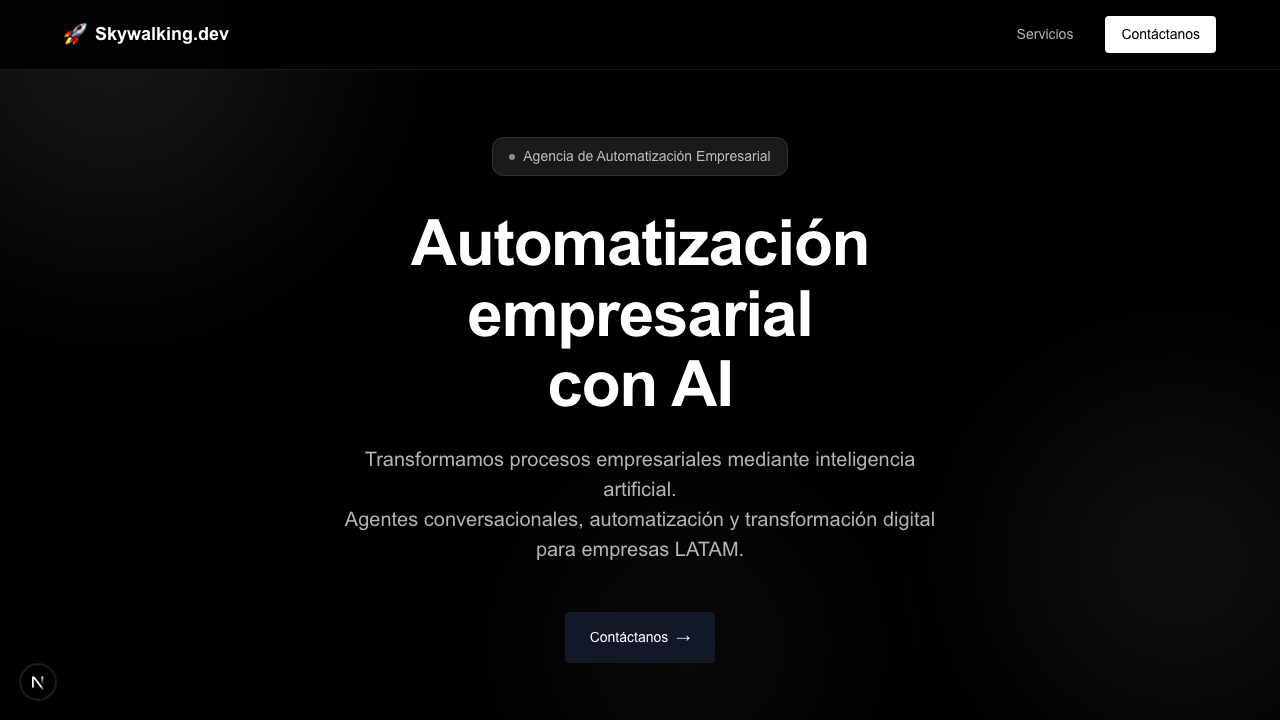 🚀 Skywalking.dev
Servicios
Contáctanos
Agencia de Automatización Empresarial
Automatización
empresarial
con AI
Transformamos procesos empresariales mediante inteligencia
artificial.
Agentes conversacionales, automatización y transformación digital
para empresas LATAM.
Contáctanos →
N